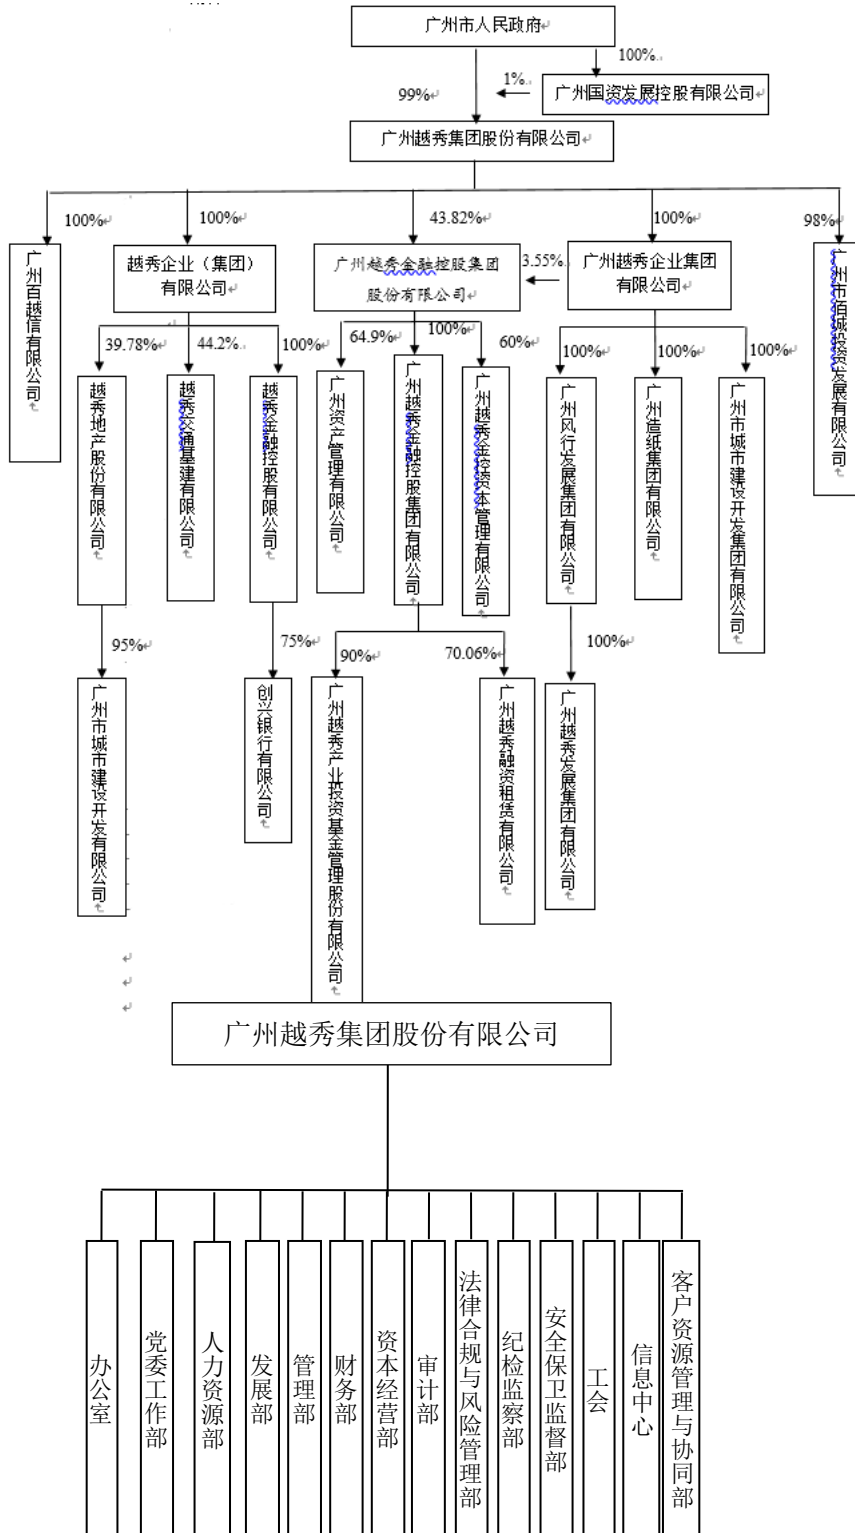 广州市人民政府
100%
1%
广州国资发展控股有限公司
99%
广州越秀集团股份有限公司
100%
100%
43.82%
100%
98%
广州百越信有限公司
越秀企业（集团）
有限公司
广州越秀金融控股集团
股份有限公司
3.55%
广州越秀企业集团
有限公司
广州市佰城投资发展有限公司
39.78%
44.2%
100%
64.9%
100%
60%
100%
100%
100%
越秀地产股份有限公司
越秀交通基建有限公司
越秀金融控股有限公司
广州资产管理有限公司
广州越秀金融控股集团有限公司
广州越秀金控资本管理有限公司
广州风行发展集团有限公司
广州造纸集团有限公司
广州市城市建设开发集团有限公司
95%
75%
90%
70.06%
100%
广州市城市建设开发有限公司
创兴银行有限公司
广州越秀产业投资基金管理股份有限公司
广州越秀融资租赁有限公司
广州越秀发展集团有限公司
广州越秀集团股份有限公司
办公室
党委工作部
人力资源部
发展部
管理部
财务部
资本经营部
审计部
法律合规与风险管理部
纪检监察部
安全保卫监督部
工会
信息中心
客户资源管理与协同部